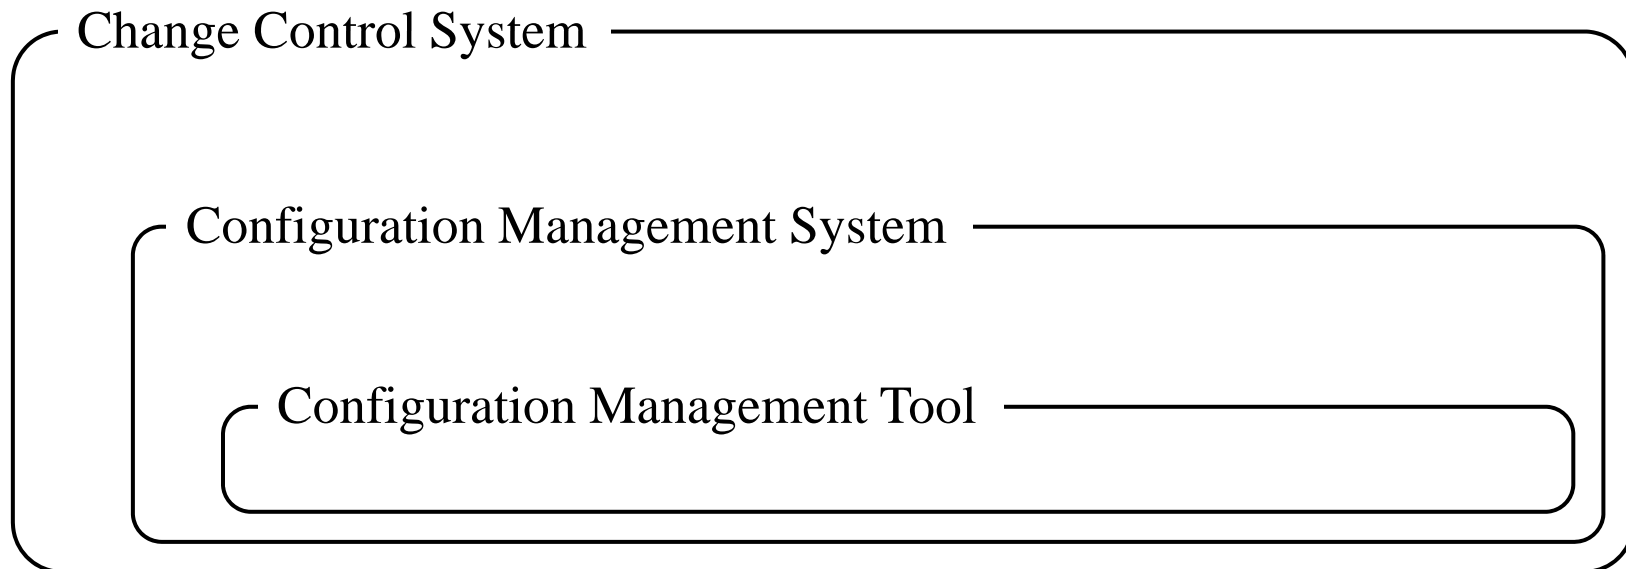 Change Control System
Configuration Management System
Configuration Management Tool